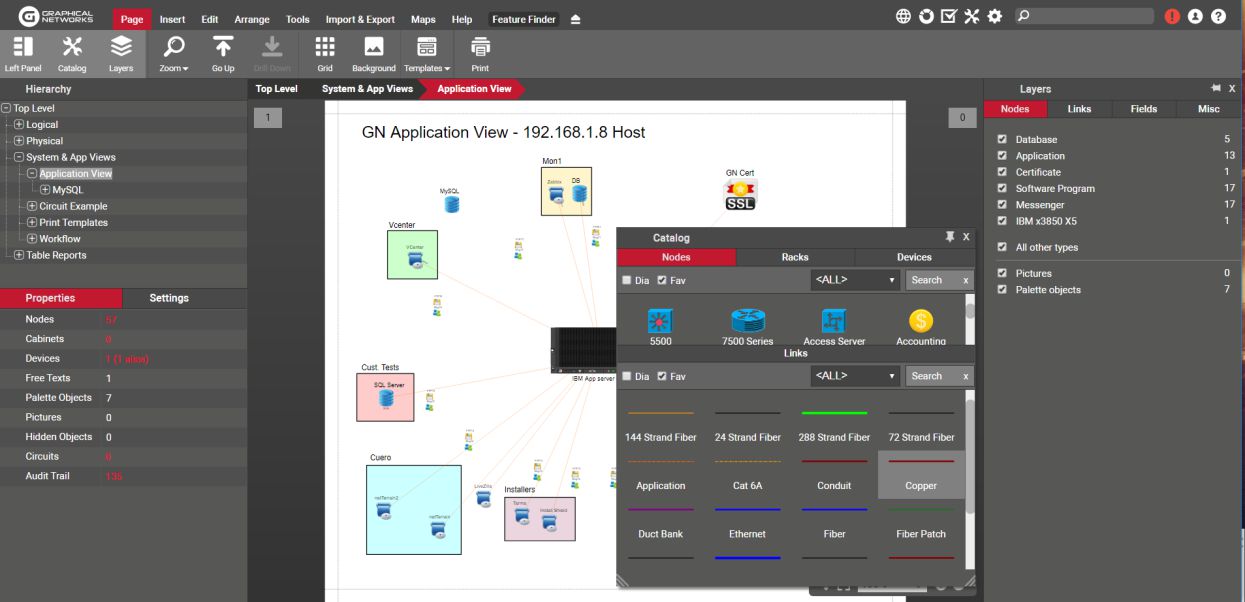 GRAPHICAL
NETWORKS
Page Insert Edit Arrange Tools Import & Export Maps Help Feature Finder
Left Panel Catalog Layers Zoom Go Up Drill Down Grid Background Templates Print
Hierarchy
Top Level
Logical
Physical
System & App Views
Application View
MySQL
Circuit Example
Print Templates
Workflow
Table Reports
Properties Settings
Nodes 57
Cabinets 0
Devices 1 (1 alias)
Free Texts 1
Palette Objects 7
Pictures 0
Hidden Objects 0
Circuits 0
Audit Trail 135
Top Level System & App Views Application View
1
0
GN Application View - 192.168.1.8 Host
Mon1
Zabbix DB
MySQL
GN Cert
SSL
Vcenter
VCenter
Cust. Tests
SQL Server
IBM App server
Cuero
netTerrain2
netTerrain
LiveZilla
Installers
Install Shield
Catalog X
Nodes Racks Devices
Dia Fav <ALL> Search x
5500 7500 Series Access Server Accounting
Links
Dia Fav <ALL> Search x
144 Strand Fiber 24 Strand Fiber 288 Strand Fiber 72 Strand Fiber
Application Cat 6A Conduit Copper
Duct Bank Ethernet Fiber Fiber Patch
Layers X
Nodes Links Fields Misc
Database 5
Application 13
Certificate 1
Software Program 17
Messenger 17
IBM x3850 X5 1
All other types
Pictures 0
Palette objects 7